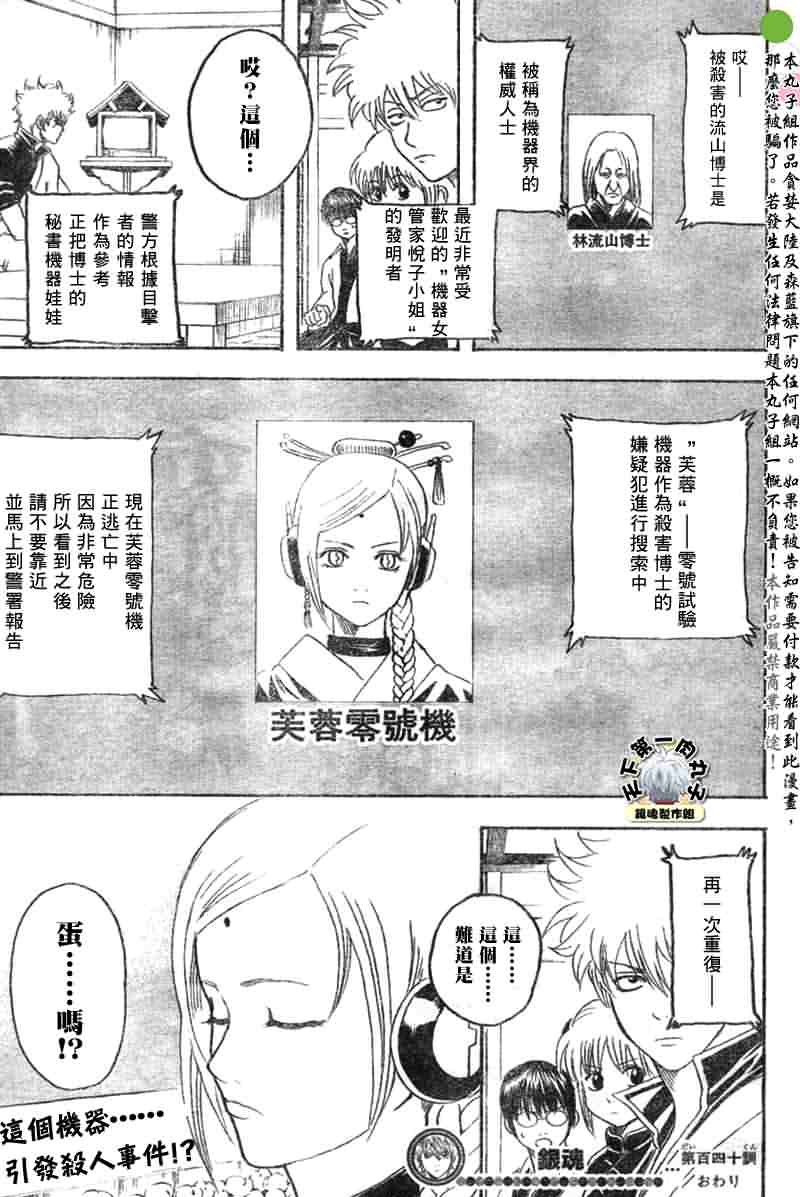 哎——
被殺害的流山博士是
林流山博士
被稱為機器界的
權威人士
最近非常受
歡迎的"機器女
管家悅子小姐"
的發明者
哎？這個…
警方根據目擊
者的情報
作為參考
正把博士的
秘書機器娃娃
"芙蓉"——零號試驗
機器作為殺害博士的
嫌疑犯進行搜索中
芙蓉零號機
現在芙蓉零號機
正逃亡中
因為非常危險
所以看到之後
請不要靠近
並馬上到警署報告
天下第一肉丸子
銀魂製作組
再一次重復——
這……
這個……
難道是
蛋……嗎!?
這個機器……
引發殺人事件!?
銀魂
第百四十訓
おわり
本丸子組作品貪婪大陸及森藍旗下的任何網站。如果您被告知需要付款才能看到此漫畫，
那麼您被騙了。若發生任何法律問題本丸子組一概不負責！本作品嚴禁商業用途！